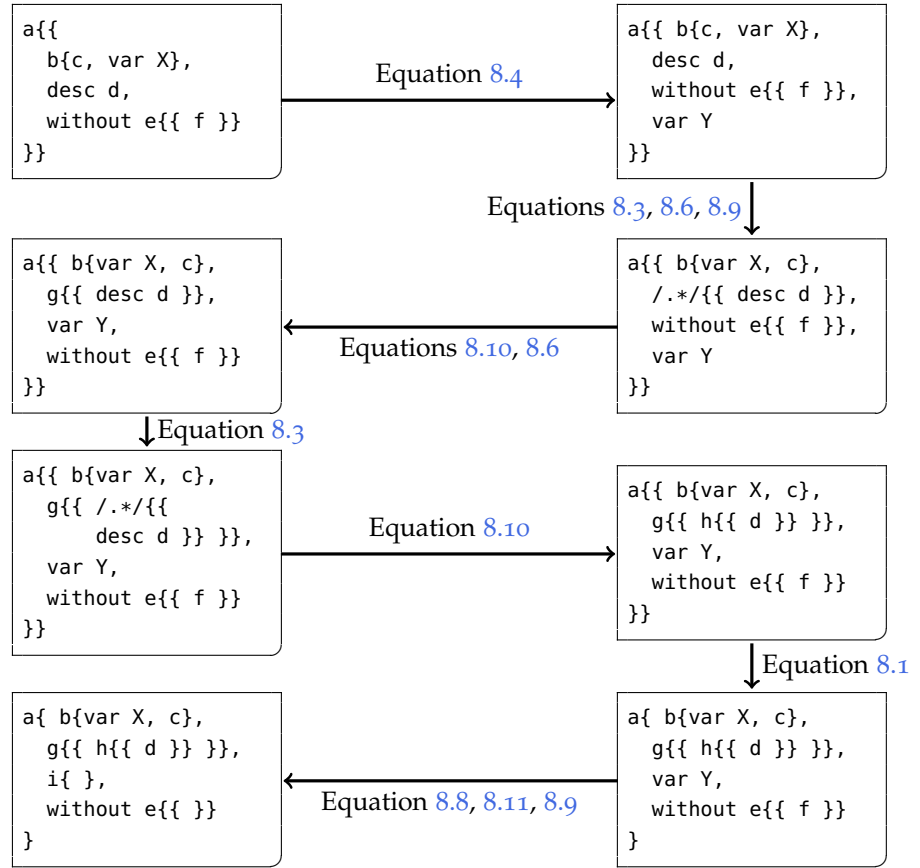 a{{
  b{c, var X},
  desc d,
  without e{{ f }}
}}
Equation 8.4
a{{ b{c, var X},
  desc d,
  without e{{ f }},
  var Y
}}
Equations 8.3, 8.6, 8.9
a{{ b{var X, c},
  g{{ desc d }},
  var Y,
  without e{{ f }}
}}
Equations 8.10, 8.6
a{{ b{var X, c},
  /.*/{{ desc d }},
  without e{{ f }},
  var Y
}}
Equation 8.3
a{{ b{var X, c},
  g{{ /.*/{{
      desc d }} }},
  var Y,
  without e{{ f }}
}}
Equation 8.10
a{{ b{var X, c},
  g{{ h{{ d }} }},
  var Y,
  without e{{ f }}
}}
Equation 8.1
a{ b{var X, c},
  g{{ h{{ d }} }},
  i{ },
  without e{{ }}
}
Equation 8.8, 8.11, 8.9
a{ b{var X, c},
  g{{ h{{ d }} }},
  var Y,
  without e{{ f }}
}